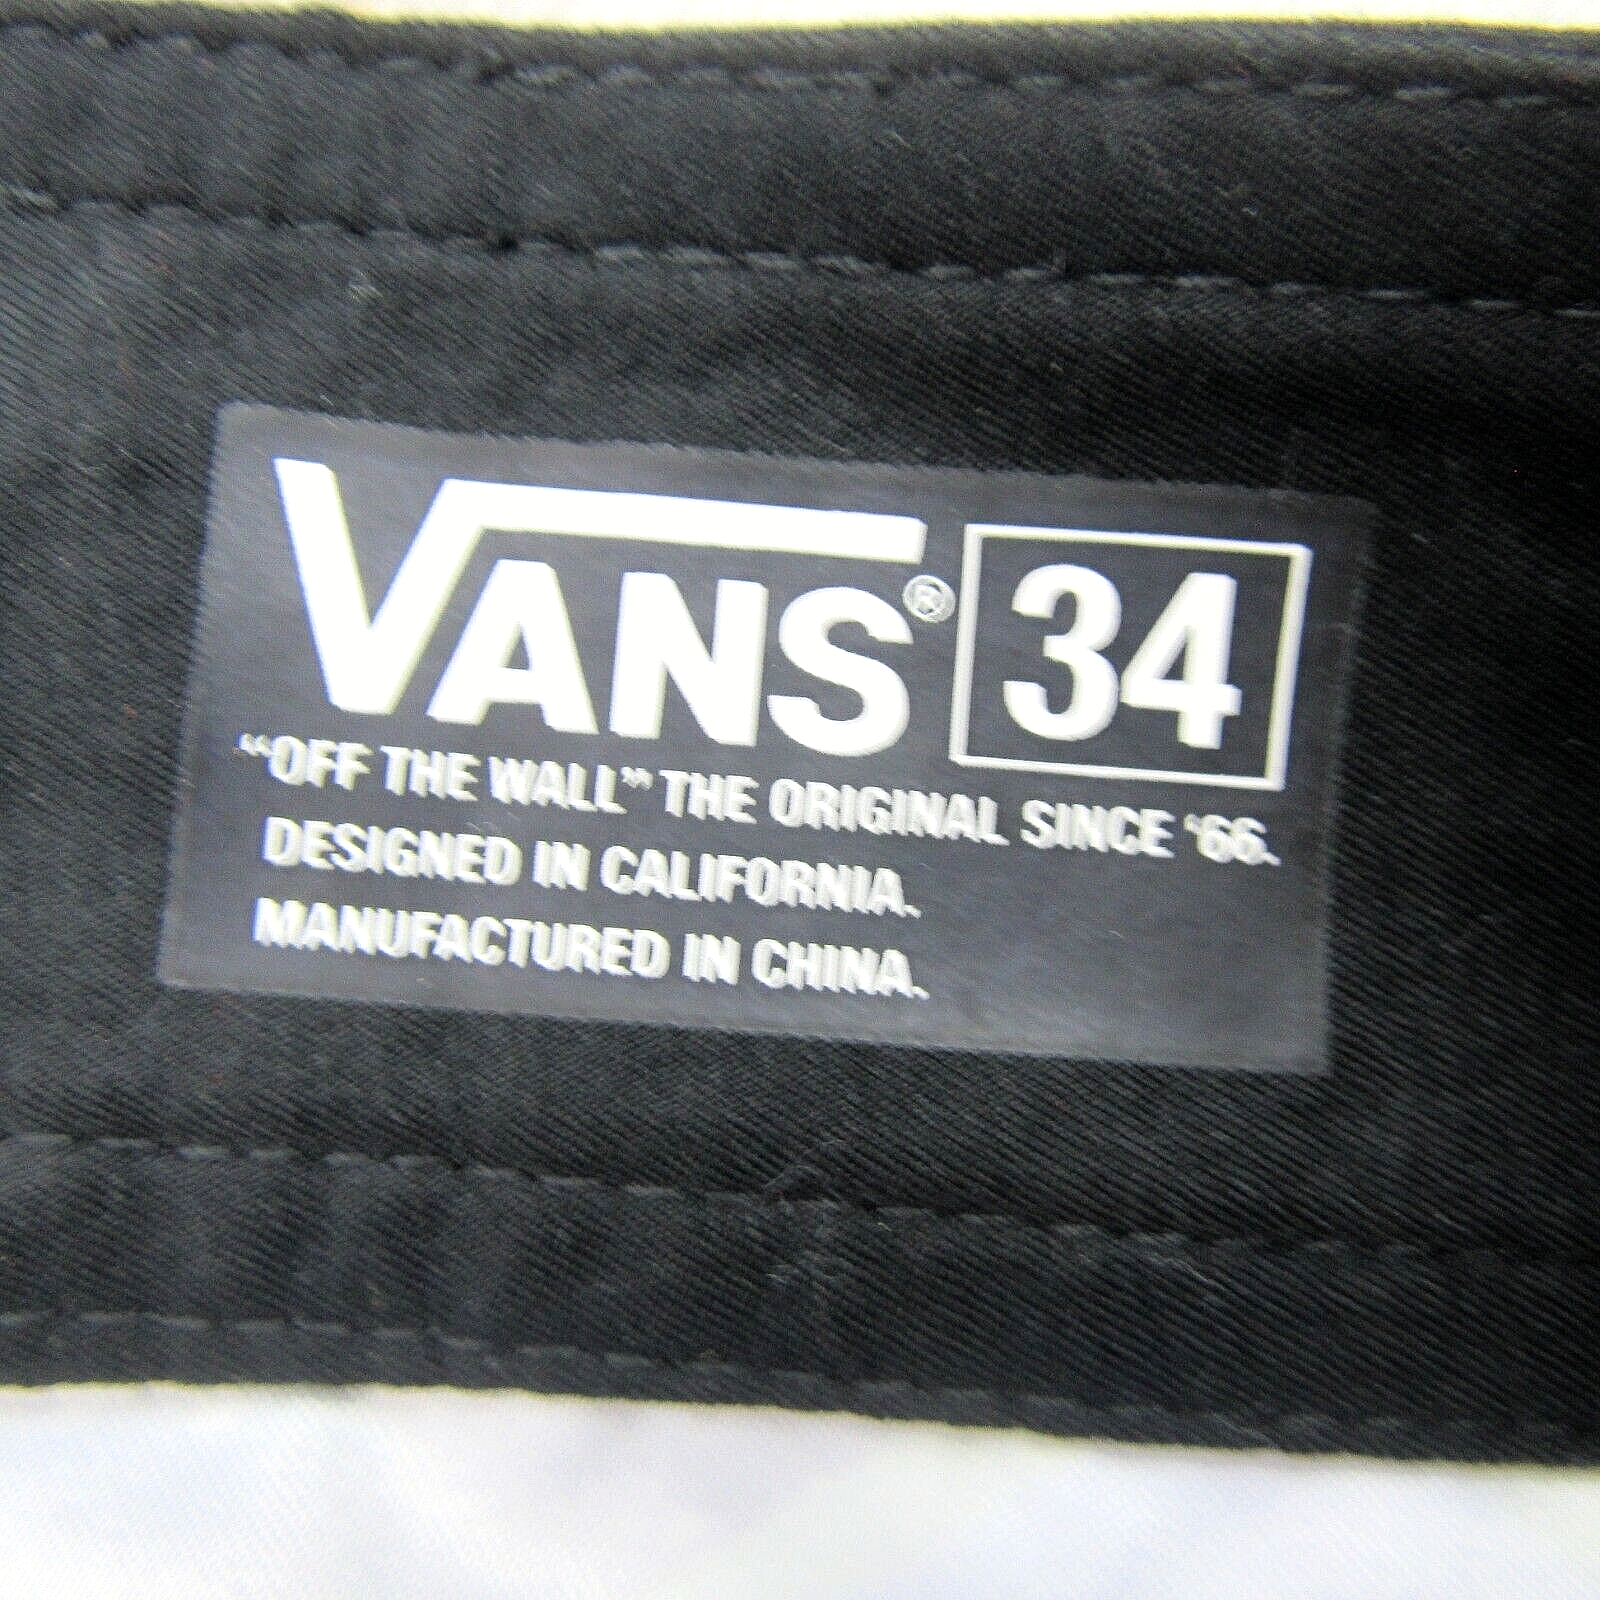 VANS® 34
“OFF THE WALL” THE ORIGINAL SINCE ‘66.
DESIGNED IN CALIFORNIA.
MANUFACTURED IN CHINA.